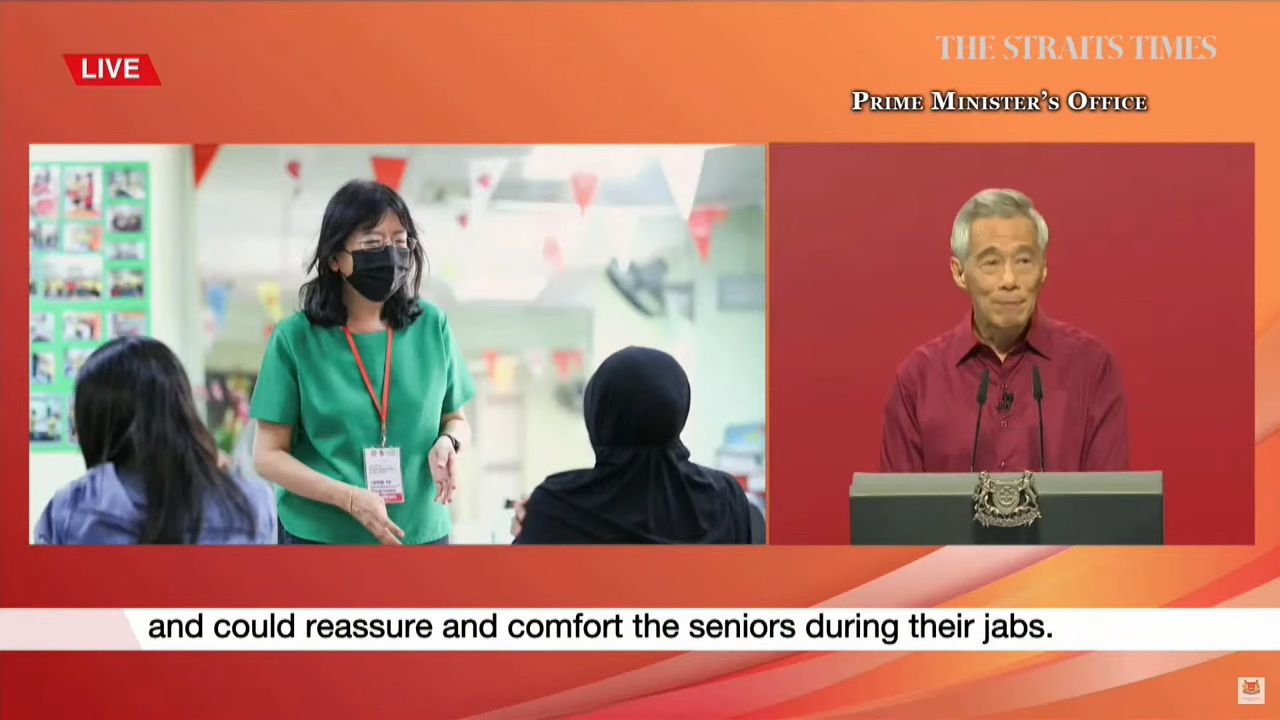 LIVE
THE STRAITS TIMES
PRIME MINISTER'S OFFICE
and could reassure and comfort the seniors during their jabs.